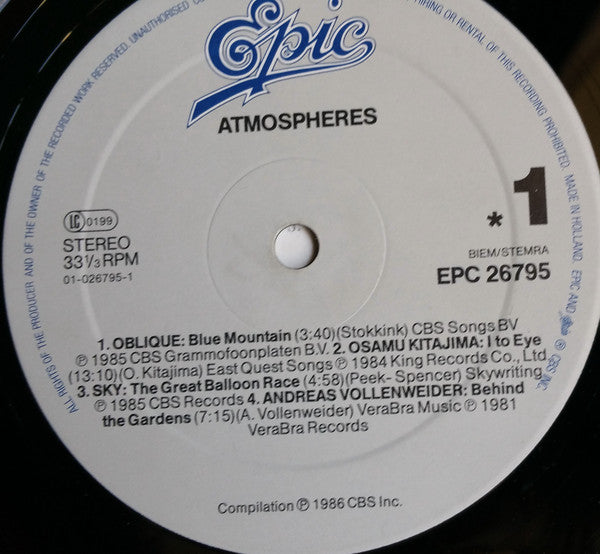 Epic
ATMOSPHERES
LC 0199
STEREO
33⅓ RPM
01-026795-1
* 1
BIEM/STEMRA
EPC 26795
1. OBLIQUE: Blue Mountain (3:40)(Stokkink) CBS Songs BV
℗ 1985 CBS Grammofoonplaten B.V. 2. OSAMU KITAJIMA: I to Eye
(13:10)(O. Kitajima) East Quest Songs ℗ 1984 King Records Co., Ltd.
3. SKY: The Great Balloon Race (4:58)(Peek- Spencer) Skywriting
℗ 1985 CBS Records 4. ANDREAS VOLLENWEIDER: Behind
the Gardens (7:15)(A. Vollenweider) VeraBra Music ℗ 1981
VeraBra Records
Compilation ℗ 1986 CBS Inc.
ALL RIGHTS OF THE PRODUCER AND OF THE OWNER OF THE RECORDED WORK RESERVED. UNAUTHORISED
HIRING OR RENTAL OF THIS RECORDING PROHIBITED. MADE IN HOLLAND. EPIC AND ® CBS INC.